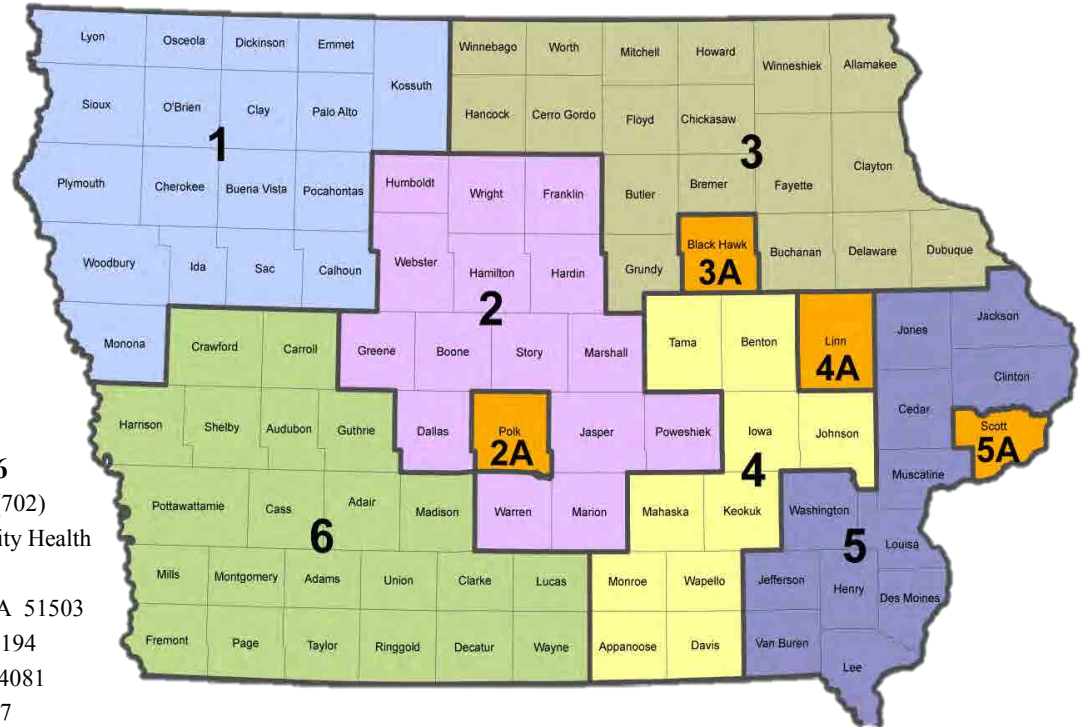 Lyon Osceola Dickinson Emmet Winnebago Worth Mitchell Howard Winneshiek Allamakee
Kossuth
Sioux O'Brien Clay Palo Alto Hancock Cerro Gordo Floyd Chickasaw
1 3
Plymouth Cherokee Buena Vista Pocahontas Humboldt Wright Franklin Butler Bremer Fayette Clayton
Woodbury Ida Sac Calhoun Webster Hamilton Hardin Grundy Black Hawk Buchanan Delaware Dubuque
3A
2
Monona Crawford Carroll Greene Boone Story Marshall Tama Benton Linn Jones Jackson
4A
Clinton
Harrison Shelby Audubon Guthrie Dallas Polk Jasper Poweshiek Iowa Johnson Cedar Scott
2A 5A
4
Muscatine
6
(702)
ity Health
A 51503
194
4081
7
Pottawattamie Cass Adair Madison Warren Marion Mahaska Keokuk Washington
6 5
Louisa
Mills Montgomery Adams Union Clarke Lucas Monroe Wapello Jefferson Henry Des Moines
Fremont Page Taylor Ringgold Decatur Wayne Appanoose Davis Van Buren Lee